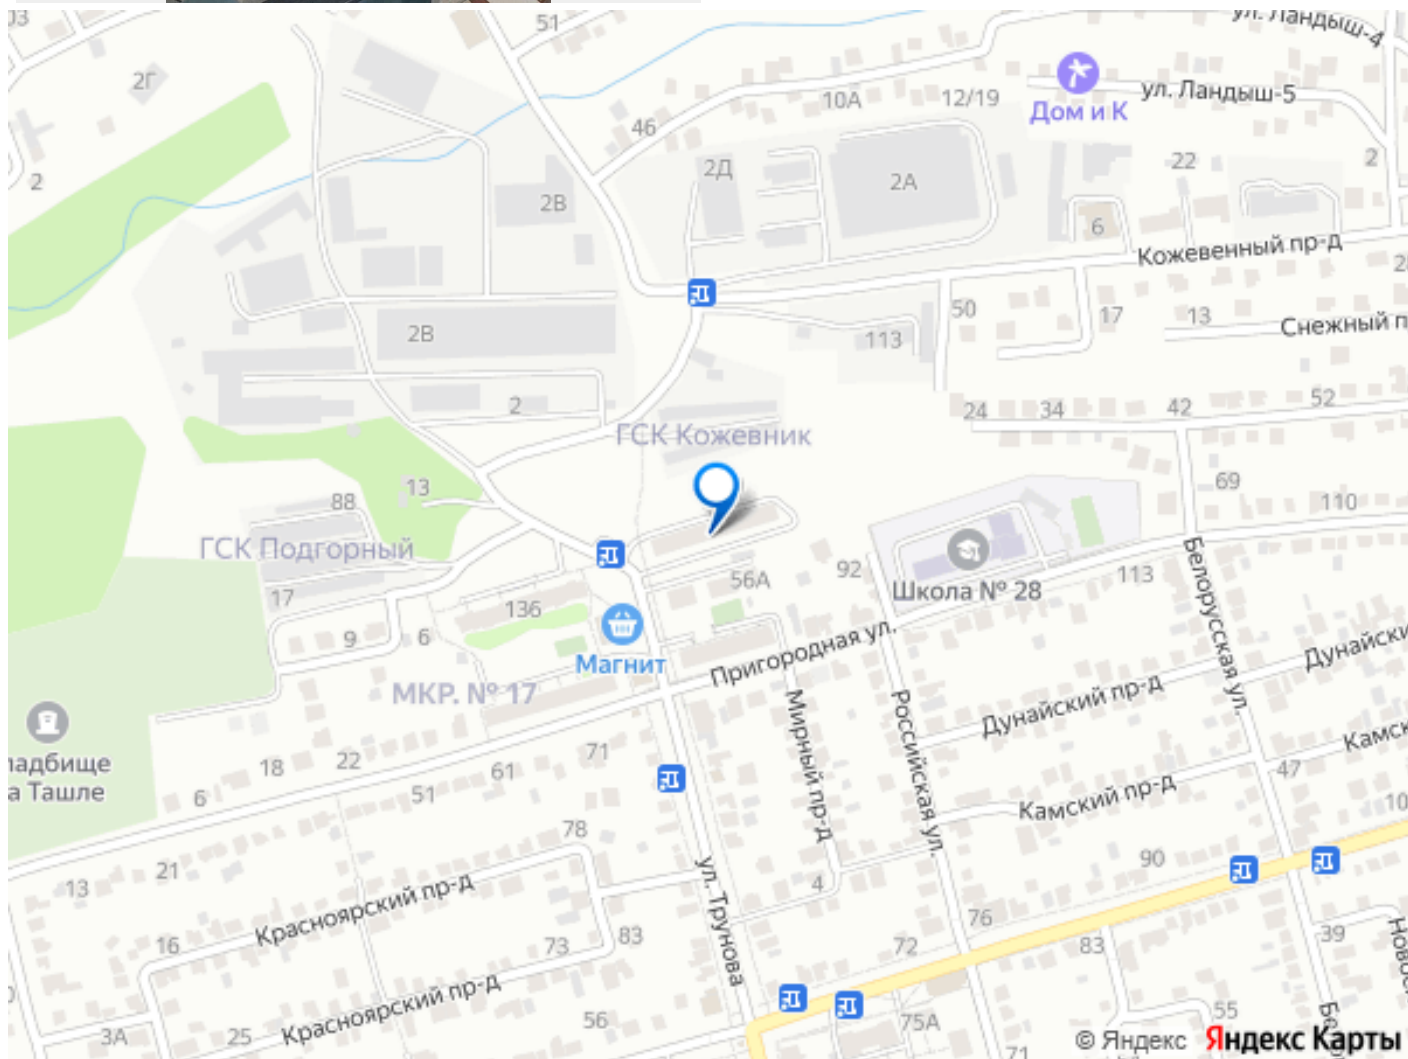 51
ул. Ландыш-4
2Г
ул. Ландыш-5
10А
12/19
Дом и К
46
2
2Д
2А
22
2
2В
6
Кожевенный пр-д
50
17
13
Снежный п
2В
113
2
24
34
42
52
ГСК Кожевник
13
88
69
110
ГСК Подгорный
Школа № 28
92
56А
113
Белорусская ул.
17
136
9
6
Магнит
Пригородная ул.
Дунайски
МКР. № 17
Российская ул.
Мирный пр-д
Дунайский пр-д
Камск
ладбище
а Ташле
18
22
61
71
47
6
51
Камский пр-д
10
78
21
13
90
4
ул. Трунова
Красноярский пр-д
76
16
73
83
72
83
39
Новос
Красноярский пр-д
3А
25
56
75А
55
Бе
71
© Яндекс Яндекс Карты